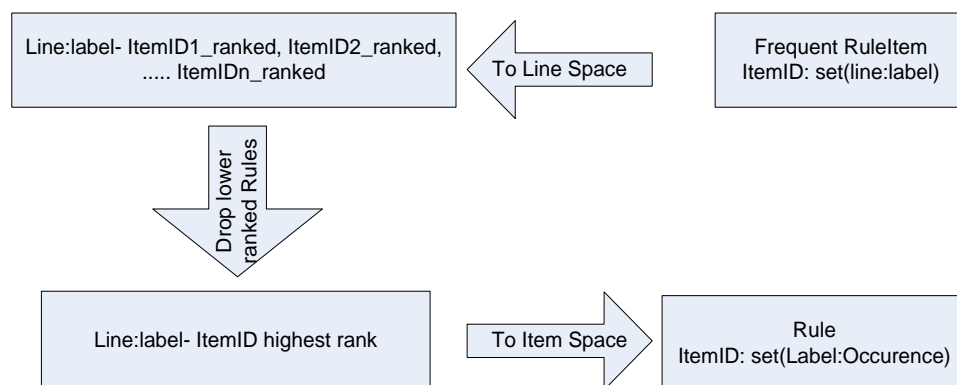 Line:label- ItemID1_ranked, ItemID2_ranked,
..... ItemIDn_ranked
To Line Space
Frequent RuleItem
ItemID: set(line:label)
Drop lower
ranked Rules
Line:label- ItemID highest rank
To Item Space
Rule
ItemID: set(Label:Occurence)